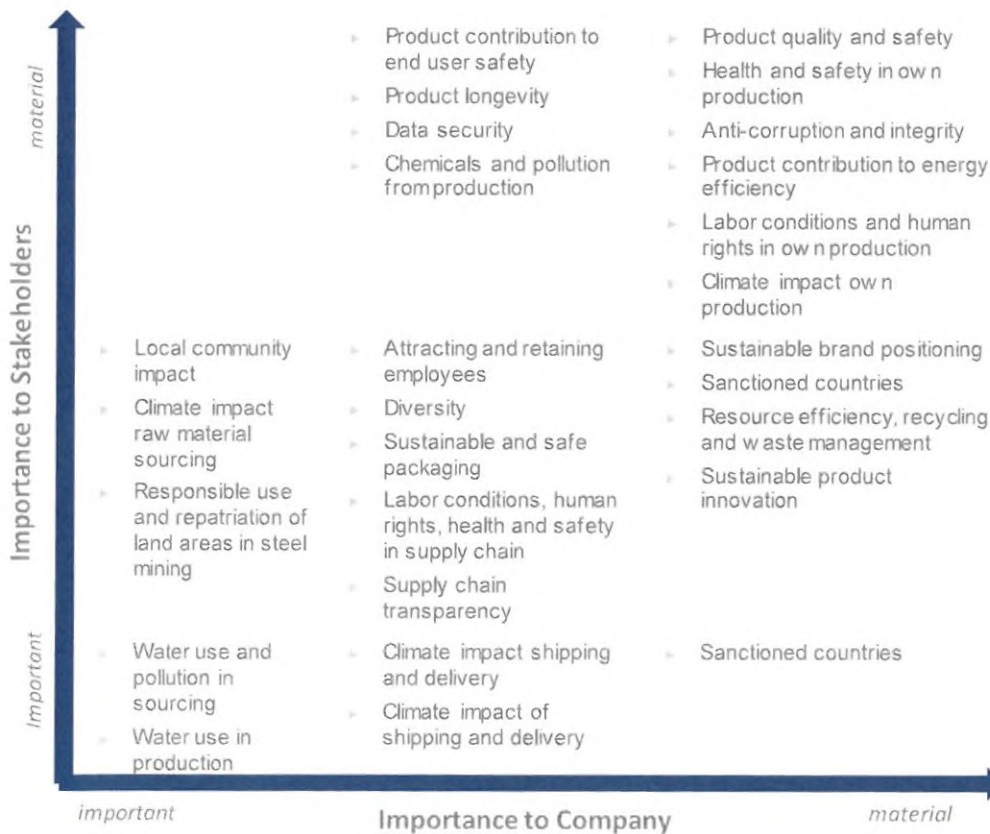 material
Importance to Stakeholders
Important
Product contribution to
end user safety
Product longevity
Data security
Chemicals and pollution
from production
Product quality and safety
Health and safety in own
production
Anti-corruption and integrity
Product contribution to energy
efficiency
Labor conditions and human
rights in own production
Climate impact own
production
Local community
impact
Climate impact
raw material
sourcing
Responsible use
and repatriation of
land areas in steel
mining
Attracting and retaining
employees
Diversity
Sustainable and safe
packaging
Labor conditions, human
rights, health and safety
in supply chain
Supply chain
transparency
Sustainable brand positioning
Sanctioned countries
Resource efficiency, recycling
and waste management
Sustainable product
innovation
Water use and
pollution in
sourcing
Water use in
production
Climate impact shipping
and delivery
Climate impact of
shipping and delivery
Sanctioned countries
important
Importance to Company
material